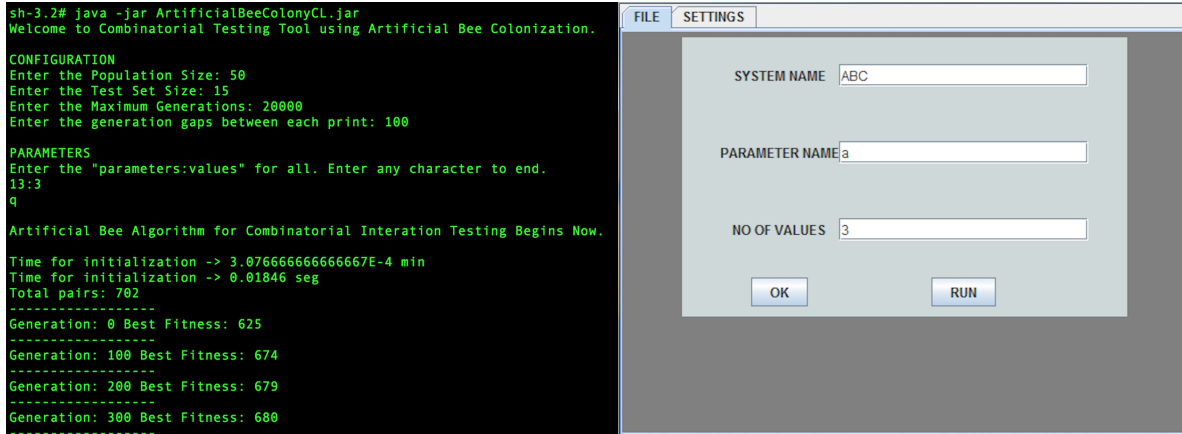 sh-3.2# java -jar ArtificialBeeColonyCL.jar
Welcome to Combinatorial Testing Tool using Artificial Bee Colonization.
CONFIGURATION
Enter the Population Size: 50
Enter the Test Set Size: 15
Enter the Maximum Generations: 20000
Enter the generation gaps between each print: 100
PARAMETERS
Enter the "parameters:values" for all. Enter any character to end.
13:3
q
Artificial Bee Algorithm for Combinatorial Interation Testing Begins Now.
Time for initialization -> 3.076666666666667E-4 min
Time for initialization -> 0.01846 seg
Total pairs: 702
------------------
Generation: 0 Best Fitness: 625
------------------
Generation: 100 Best Fitness: 674
------------------
Generation: 200 Best Fitness: 679
------------------
Generation: 300 Best Fitness: 680
------------------
FILE SETTINGS
SYSTEM NAME ABC
PARAMETER NAME a
NO OF VALUES 3
OK RUN